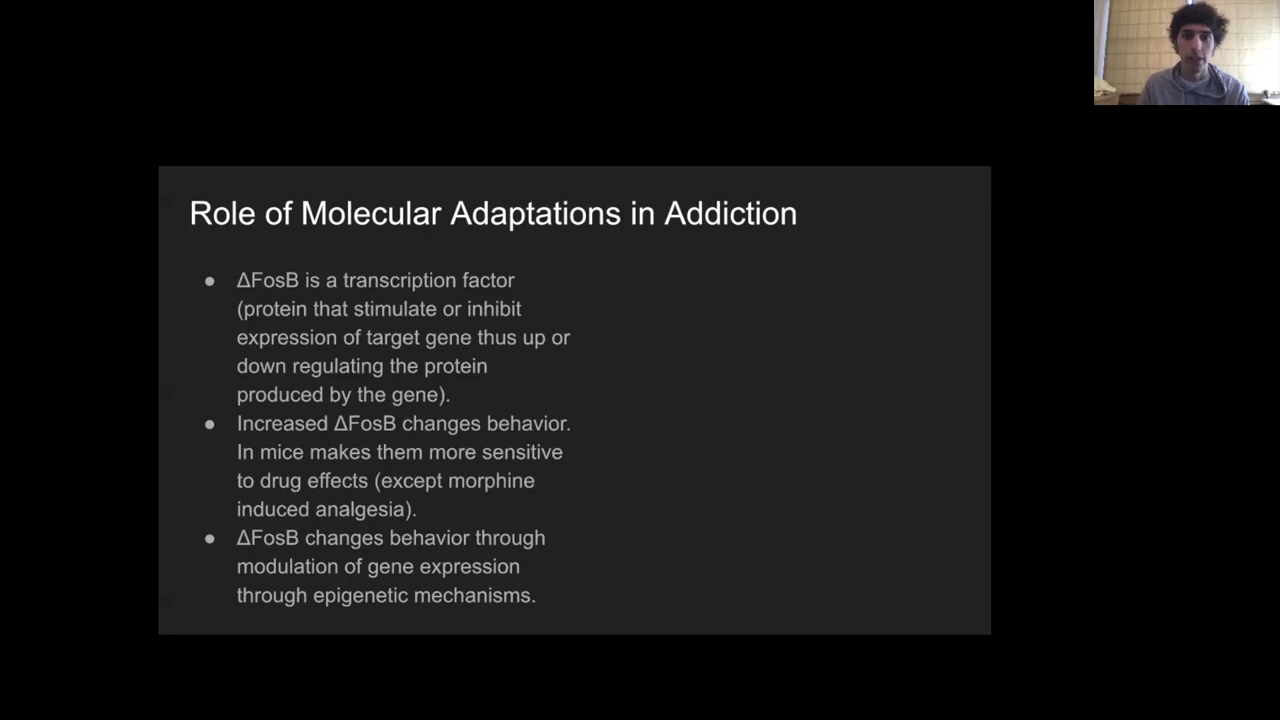 Role of Molecular Adaptations in Addiction
● ΔFosB is a transcription factor
(protein that stimulate or inhibit
expression of target gene thus up or
down regulating the protein
produced by the gene).
● Increased ΔFosB changes behavior.
In mice makes them more sensitive
to drug effects (except morphine
induced analgesia).
● ΔFosB changes behavior through
modulation of gene expression
through epigenetic mechanisms.